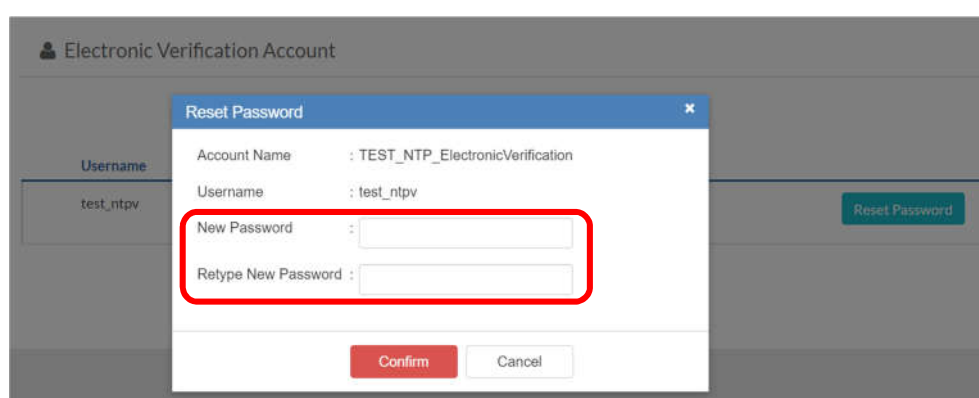 Electronic Verification Account
Reset Password
Account Name : TEST_NTP_ElectronicVerification
Username
Username : test_ntpv
test_ntpv
Reset Password
New Password :
Retype New Password :
Confirm Cancel